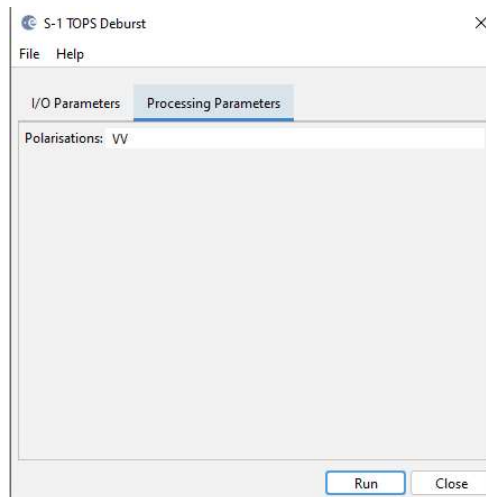 S-1 TOPS Deburst
File Help
I/O Parameters Processing Parameters
Polarisations: VV
Run Close